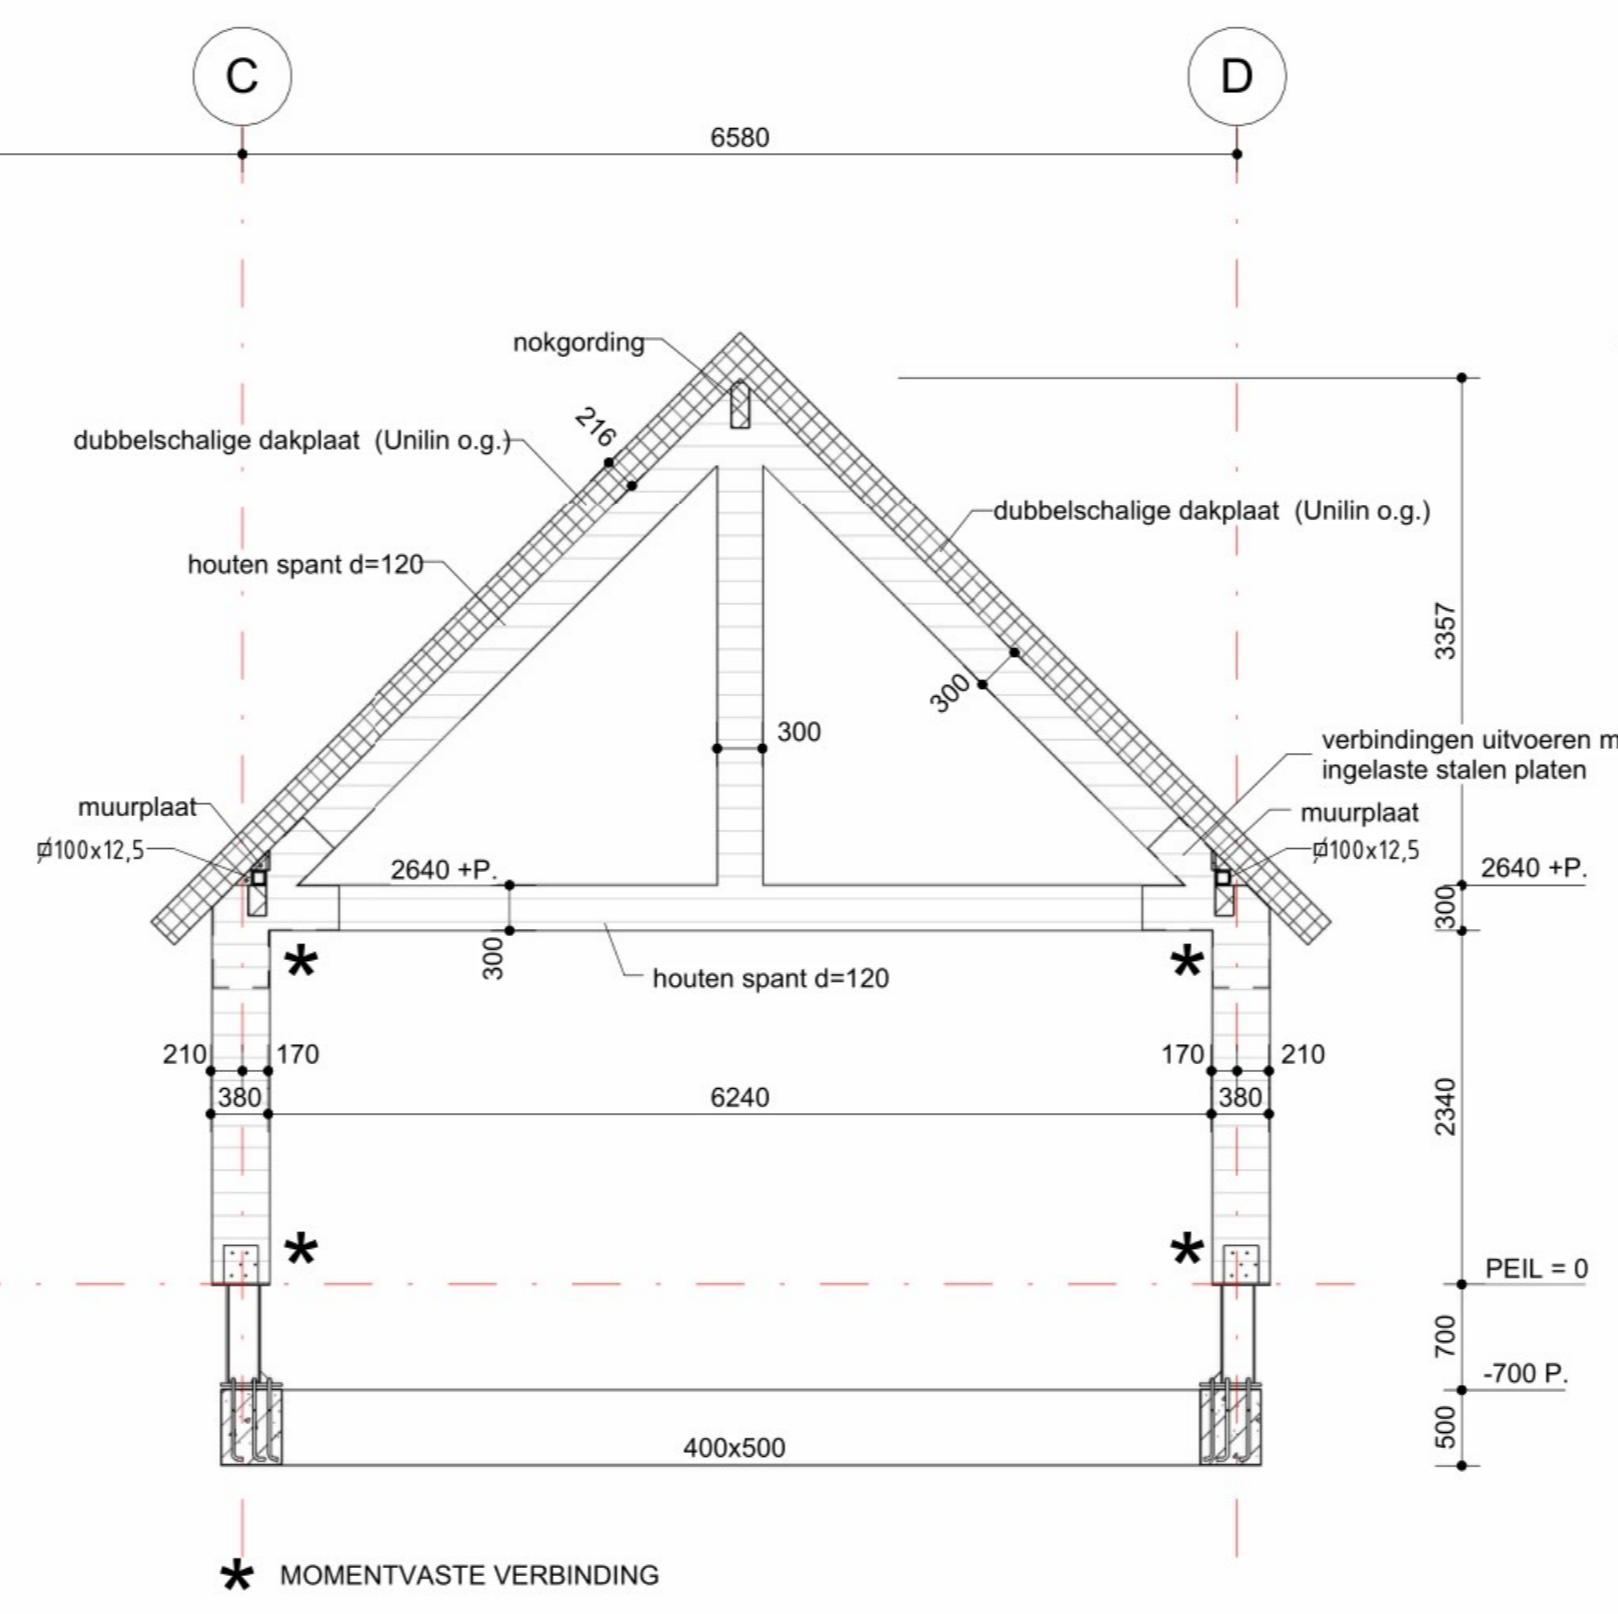 C
D
6580
nokgording
216
dubbelschalige dakplaat (Unilin o.g.)
dubbelschalige dakplaat (Unilin o.g.)
houten spant d=120
3357
300
300
verbindingen uitvoeren m
ingelaste stalen platen
muurplaat
muurplaat
⌀100x12,5
⌀100x12,5
2640 +P.
2640 +P.
300
300
* *
houten spant d=120
210 170
170 210
380
6240
380
2340
* *
PEIL = 0
700
-700 P.
500
400x500
* MOMENTVASTE VERBINDING